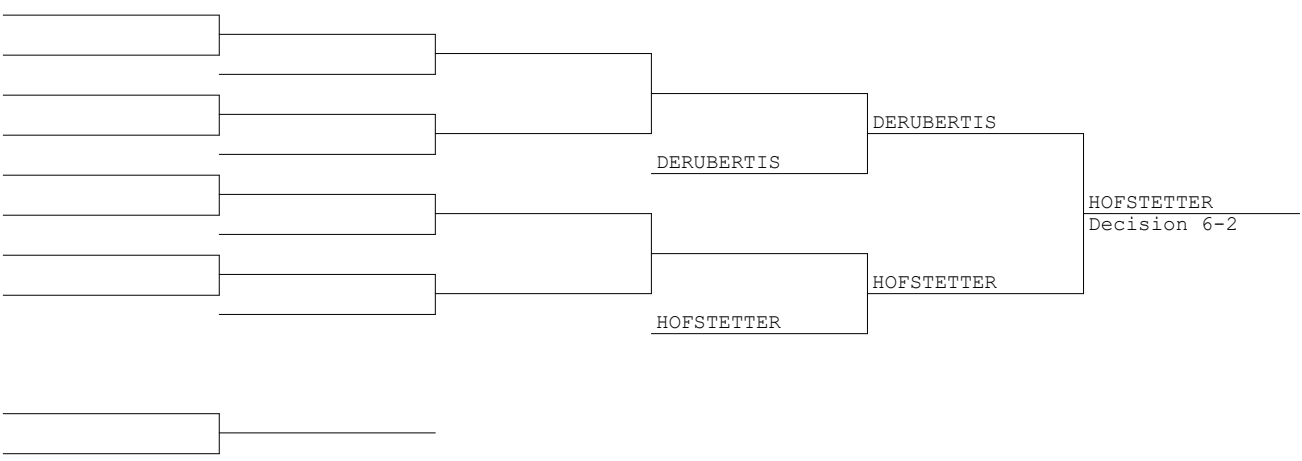 DERUBERTIS
DERUBERTIS
HOFSTETTER
Decision 6-2
HOFSTETTER
HOFSTETTER